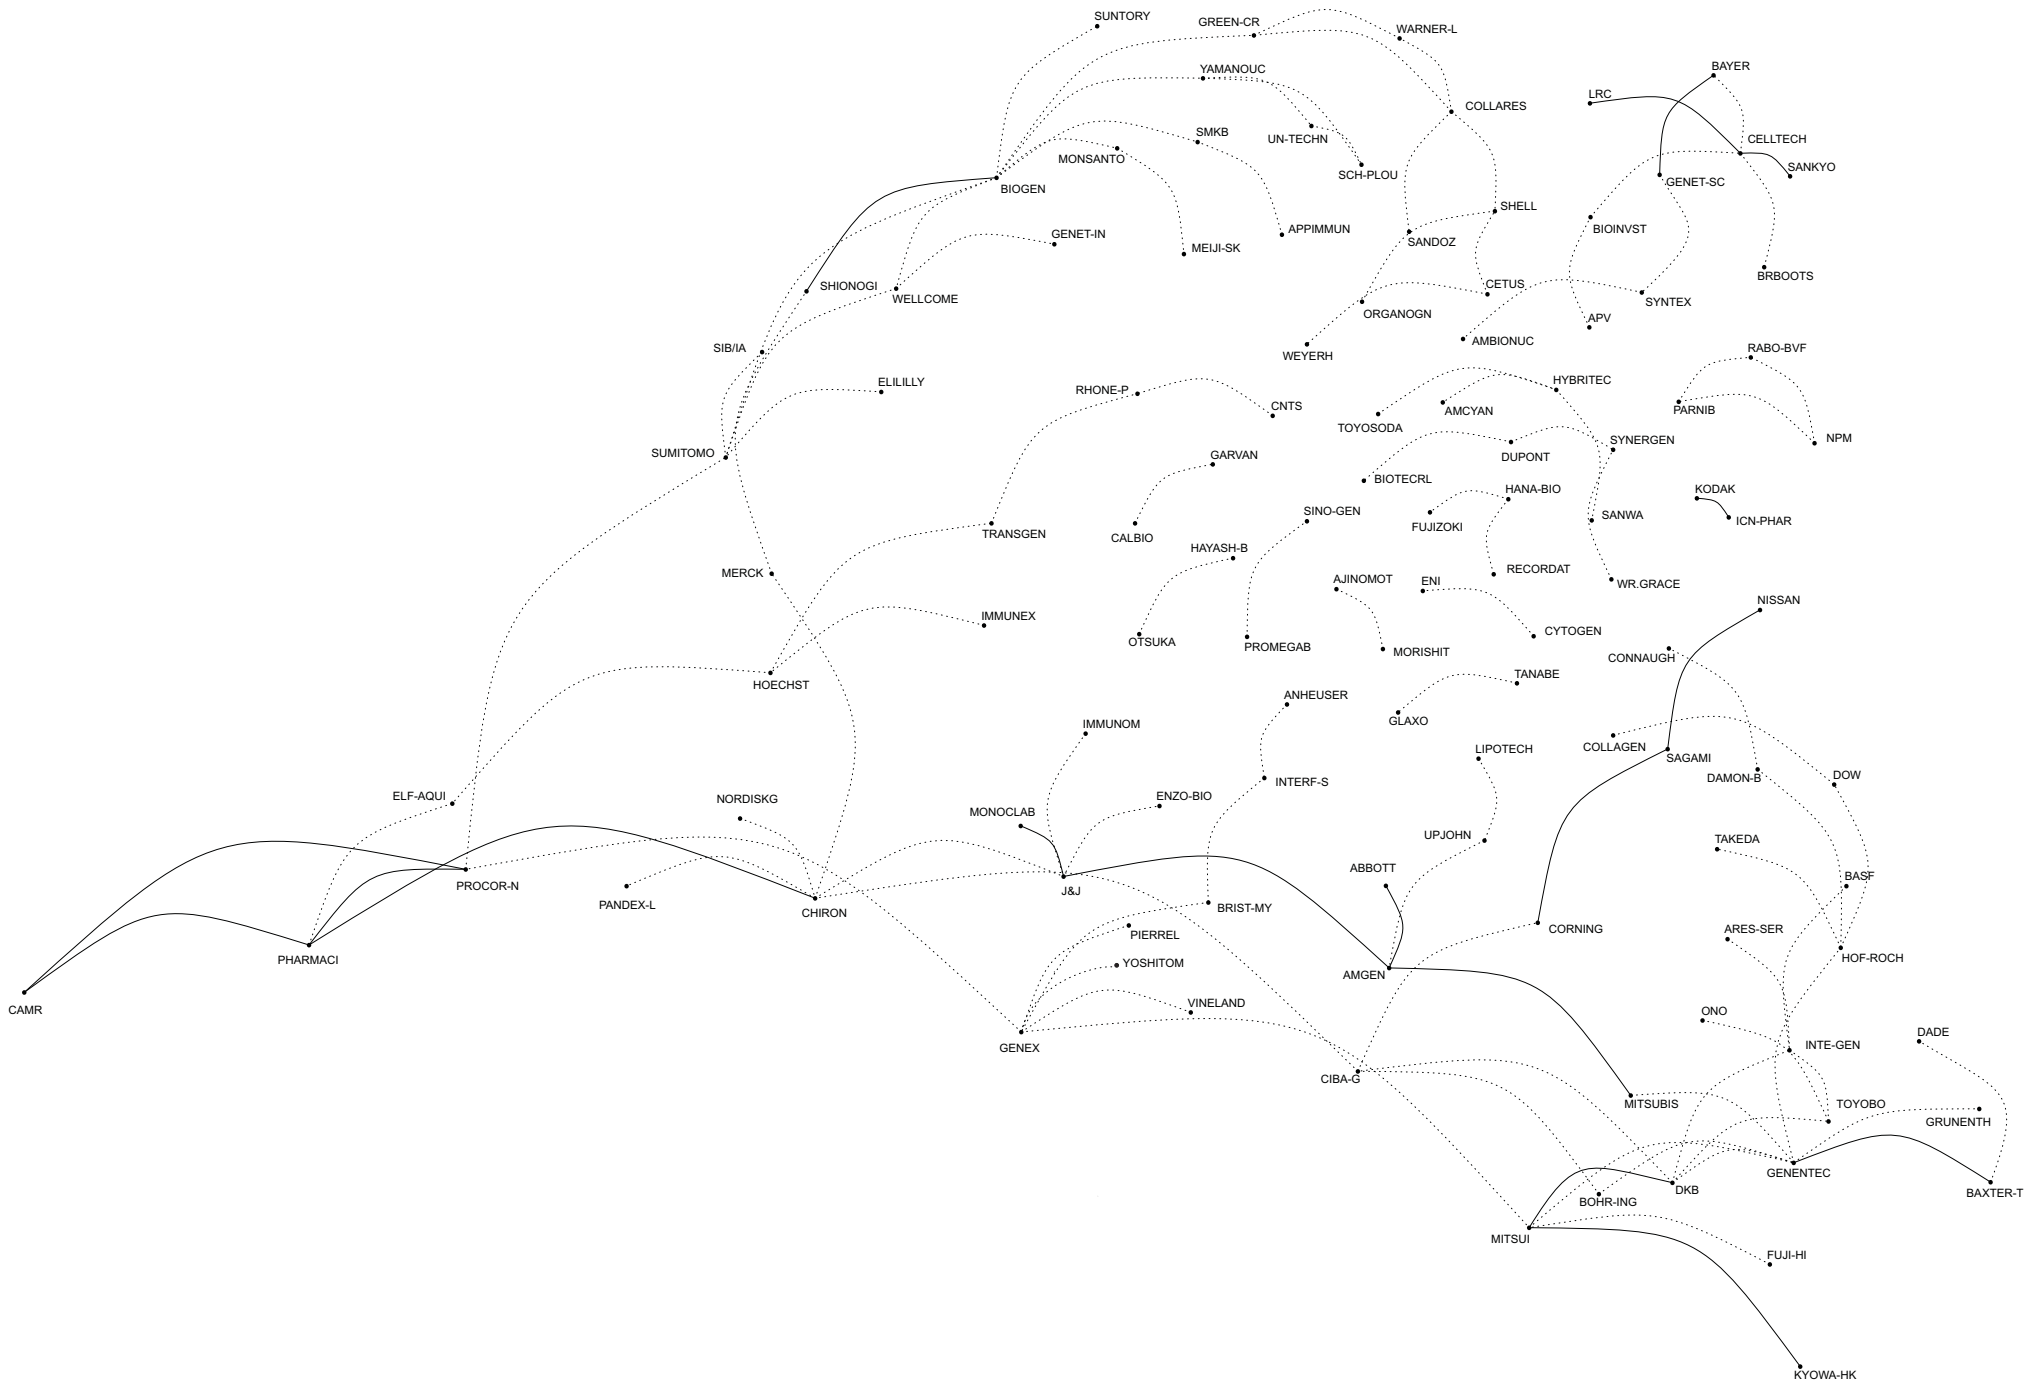 SUNTORY
GREEN-CR
WARNER-L
BAYER
YAMANOUC
LRC
COLLARES
SMKB
UN-TECHN
CELLTECH
MONSANTO
SANKYO
SCH-PLOU
GENET-SC
BIOGEN
SHELL
BIOINVST
APPIMMUN
GENET-IN
SANDOZ
MEIJI-SK
BRBOOTS
SHIONOGI
CETUS
WELLCOME
SYNTEX
ORGANOGN
APV
AMBIONUC
SIB/IA
RABO-BVF
WEYERH
ELILILLY
HYBRITEC
RHONE-P
CNTS
AMCYAN
PARNIB
TOYOSODA
NPM
SYNERGEN
SUMITOMO
GARVAN
DUPONT
BIOTECRL
HANA-BIO
KODAK
SINO-GEN
SANWA
ICN-PHAR
FUJIZOKI
TRANSGEN
CALBIO
HAYASH-B
MERCK
RECORDAT
AJINOMOT
ENI
WR.GRACE
NISSAN
IMMUNEX
CYTOGEN
OTSUKA
PROMEGAB
MORISHIT
CONNAUGH
HOECHST
TANABE
ANHEUSER
IMMUNOM
GLAXO
LIPOTECH
COLLAGEN
SAGAMI
DAMON-B
DOW
INTERF-S
ELF-AQUI
NORDISKG
ENZO-BIO
MONOCLAB
UPJOHN
TAKEDA
ABBOTT
BASF
PROCOR-N
J&J
PANDEX-L
CHIRON
BRIST-MY
CORNING
ARES-SER
PIERREL
PHARMACI
YOSHITOM
AMGEN
HOF-ROCH
VINELAND
CAMR
ONO
DADE
GENEX
INTE-GEN
CIBA-G
MITSUBIS
TOYOBO
GRUNENTH
GENENTEC
DKB
BAXTER-T
BOHR-ING
MITSUI
FUJI-HI
KYOWA-HK